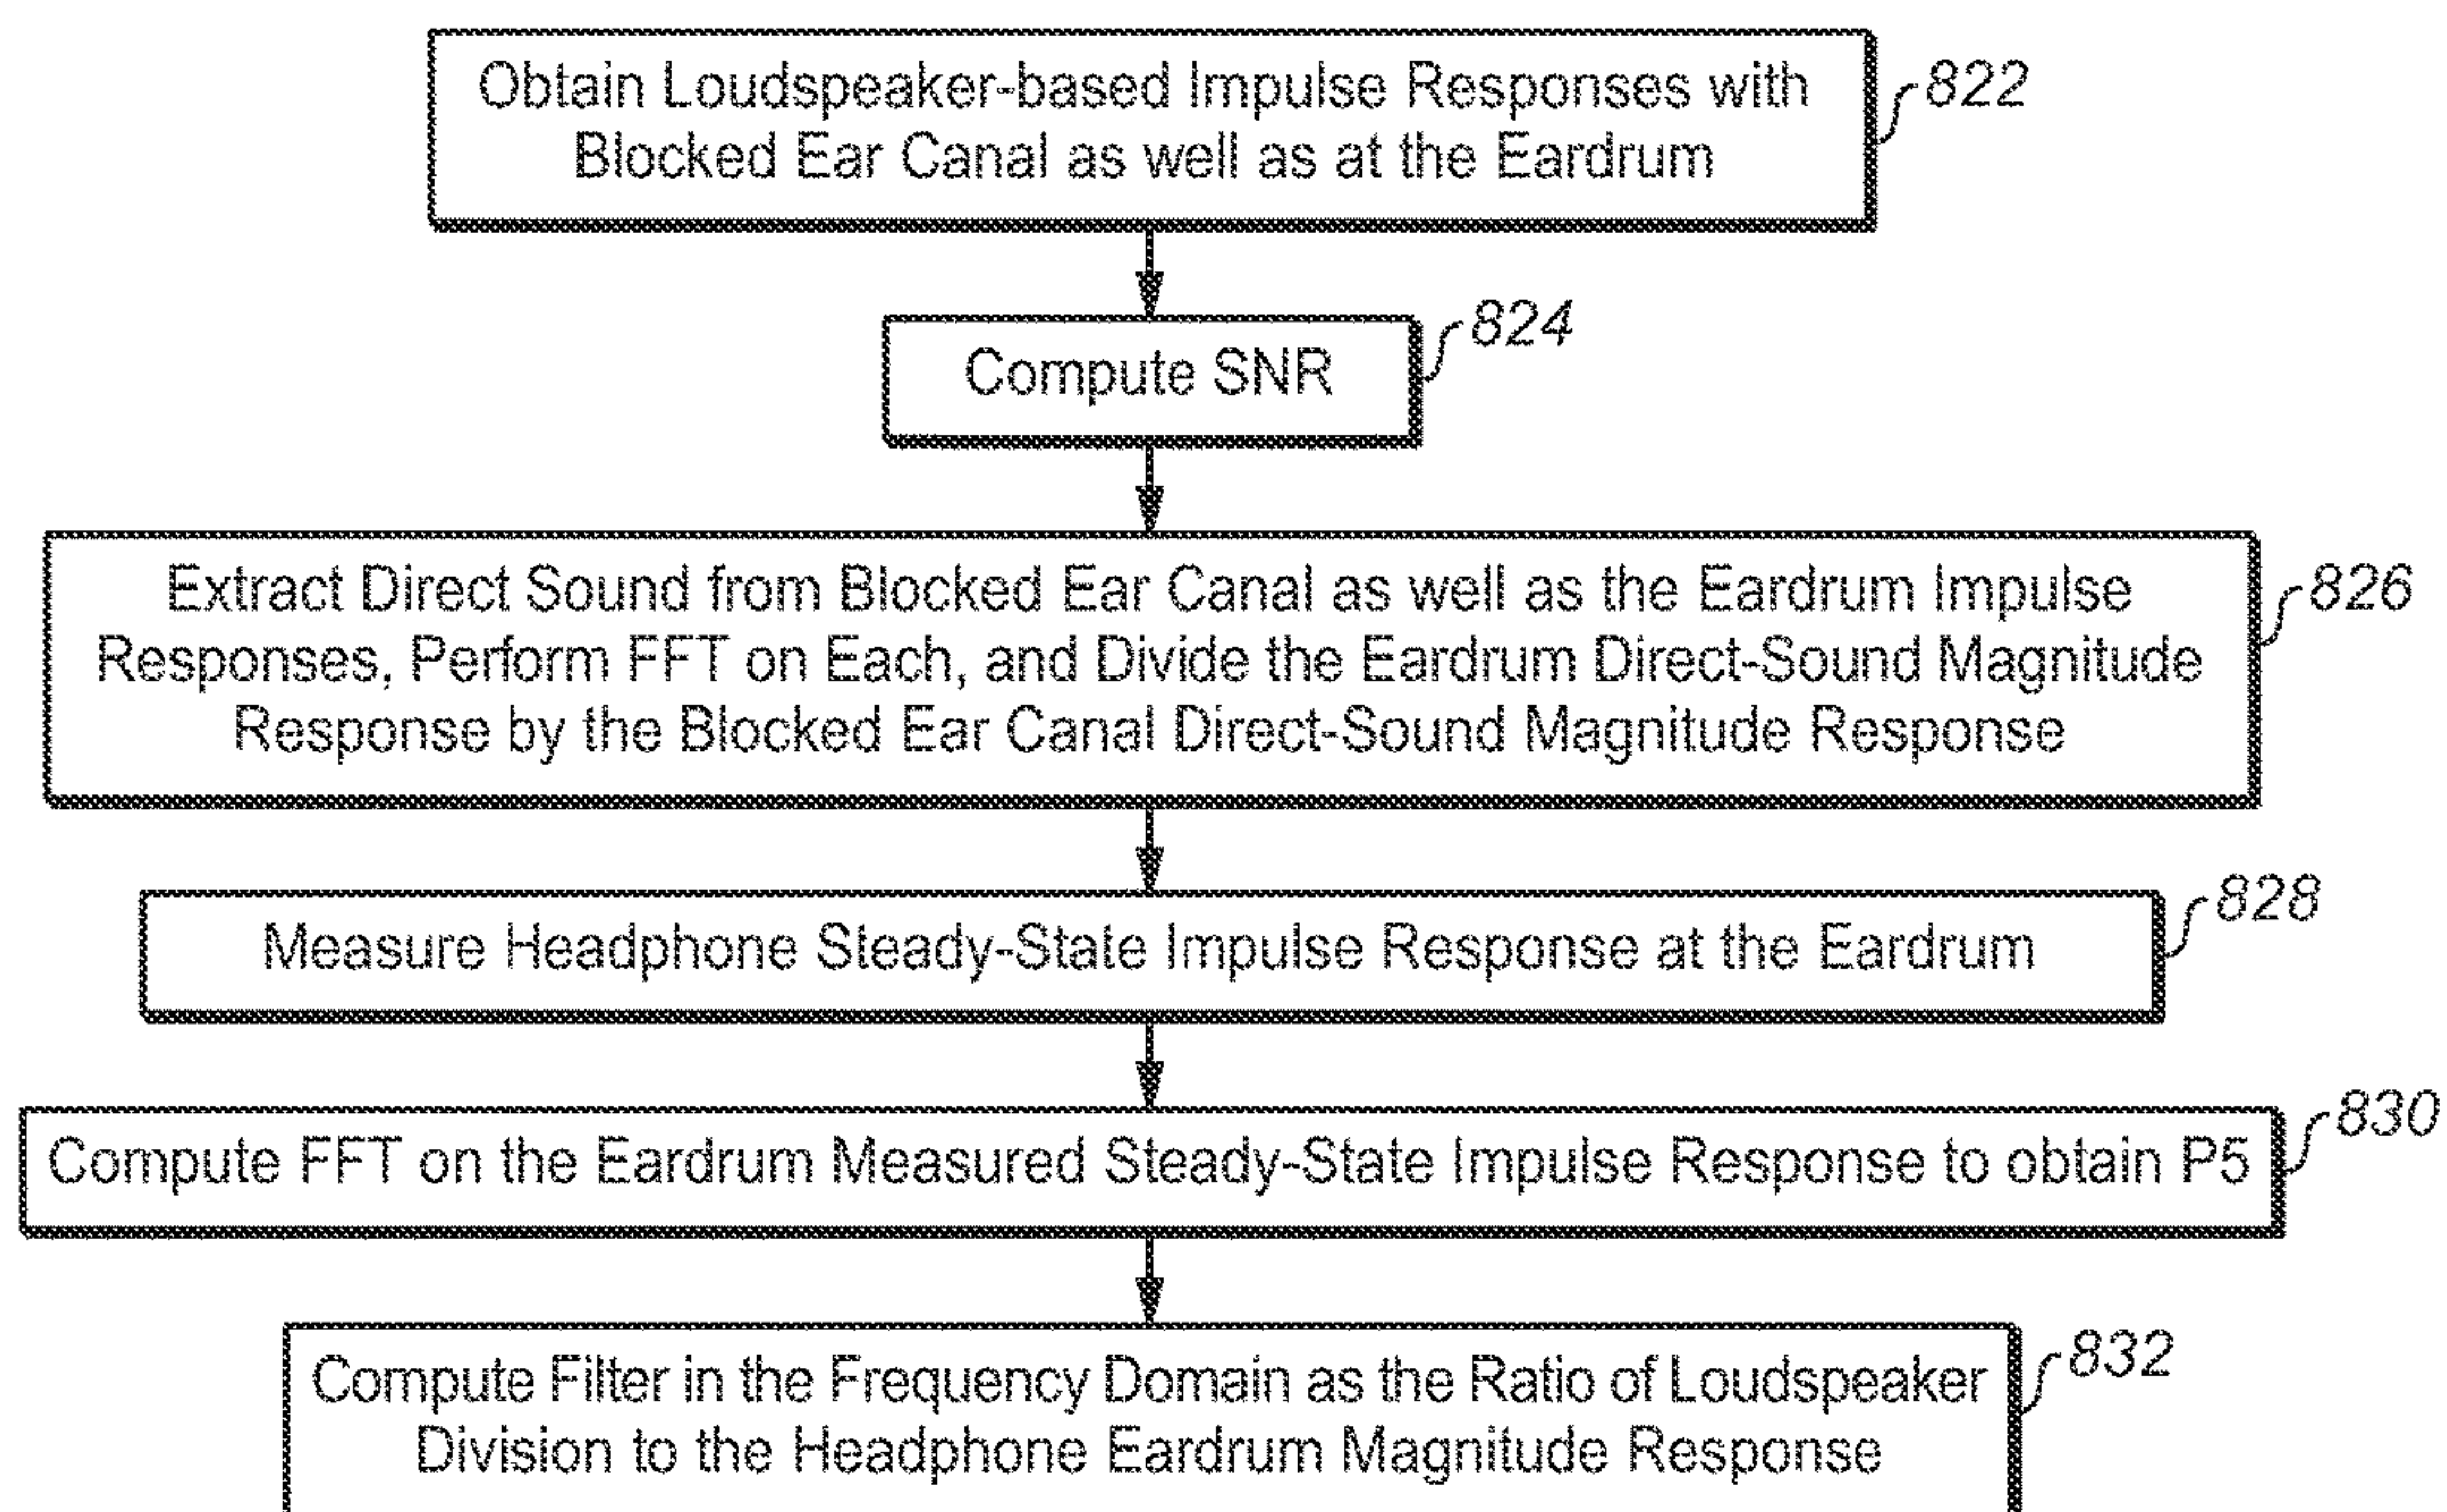 Obtain Loudspeaker-based Impulse Responses with
Blocked Ear Canal as well as at the Eardrum
822
Compute SNR
824
Extract Direct Sound from Blocked Ear Canal as well as the Eardrum Impulse
Responses, Perform FFT on Each, and Divide the Eardrum Direct-Sound Magnitude
Response by the Blocked Ear Canal Direct-Sound Magnitude Response
826
Measure Headphone Steady-State Impulse Response at the Eardrum
828
Compute FFT on the Eardrum Measured Steady-State Impulse Response to obtain P5
830
Compute Filter in the Frequency Domain as the Ratio of Loudspeaker
Division to the Headphone Eardrum Magnitude Response
832